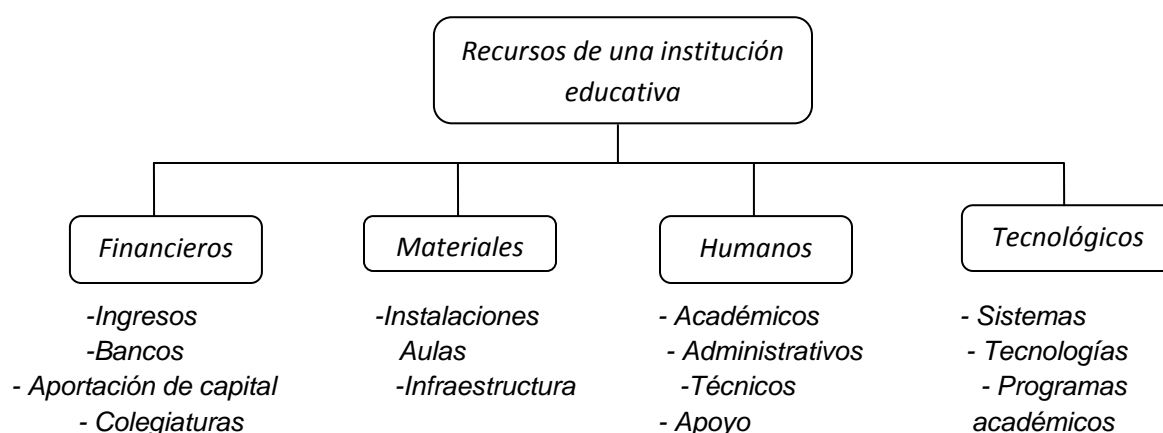 Recursos de una institución
educativa
Financieros
-Ingresos
-Bancos
- Aportación de capital
- Colegiaturas
Materiales
-Instalaciones
Aulas
-Infraestructura
Humanos
- Académicos
- Administrativos
-Técnicos
- Apoyo
Tecnológicos
- Sistemas
- Tecnologías
- Programas
académicos